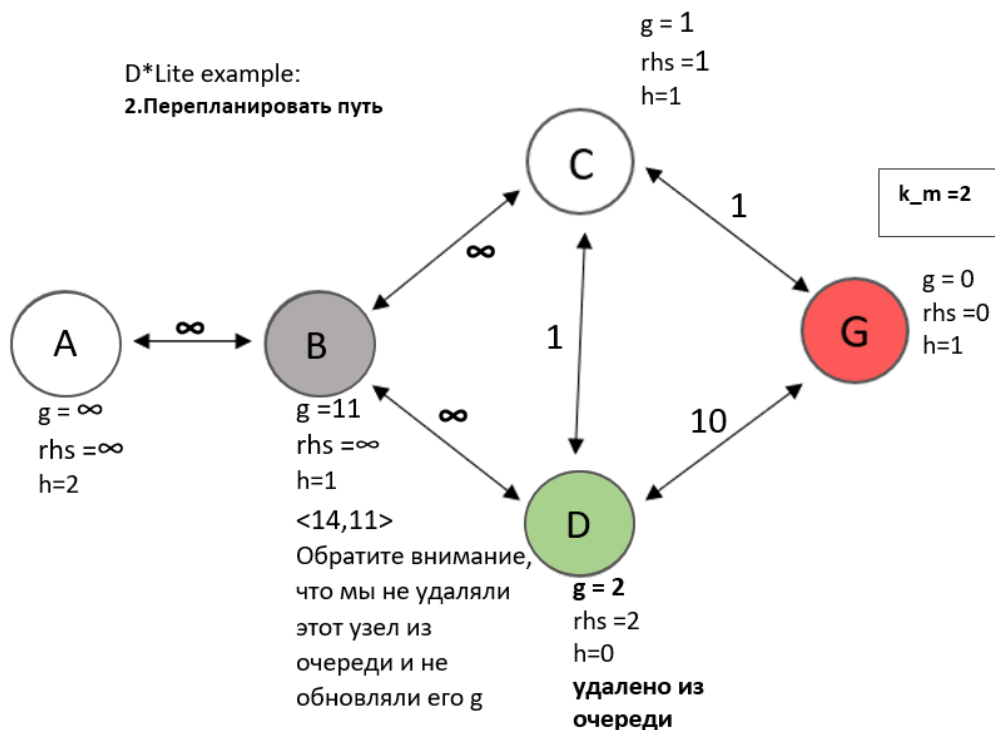 D*Lite example:
2.Перепланировать путь
g = 1
rhs =1
h=1
C
k_m =2
∞
1
1
A
∞
B
G
g = 0
rhs =0
h=1
g = ∞
rhs =∞
h=2
g =11
rhs =∞
h=1
<14,11>
Обратите внимание,
что мы не удаляли
этот узел из
очереди и не
обновляли его g
∞
10
D
g = 2
rhs =2
h=0
удалено из
очереди